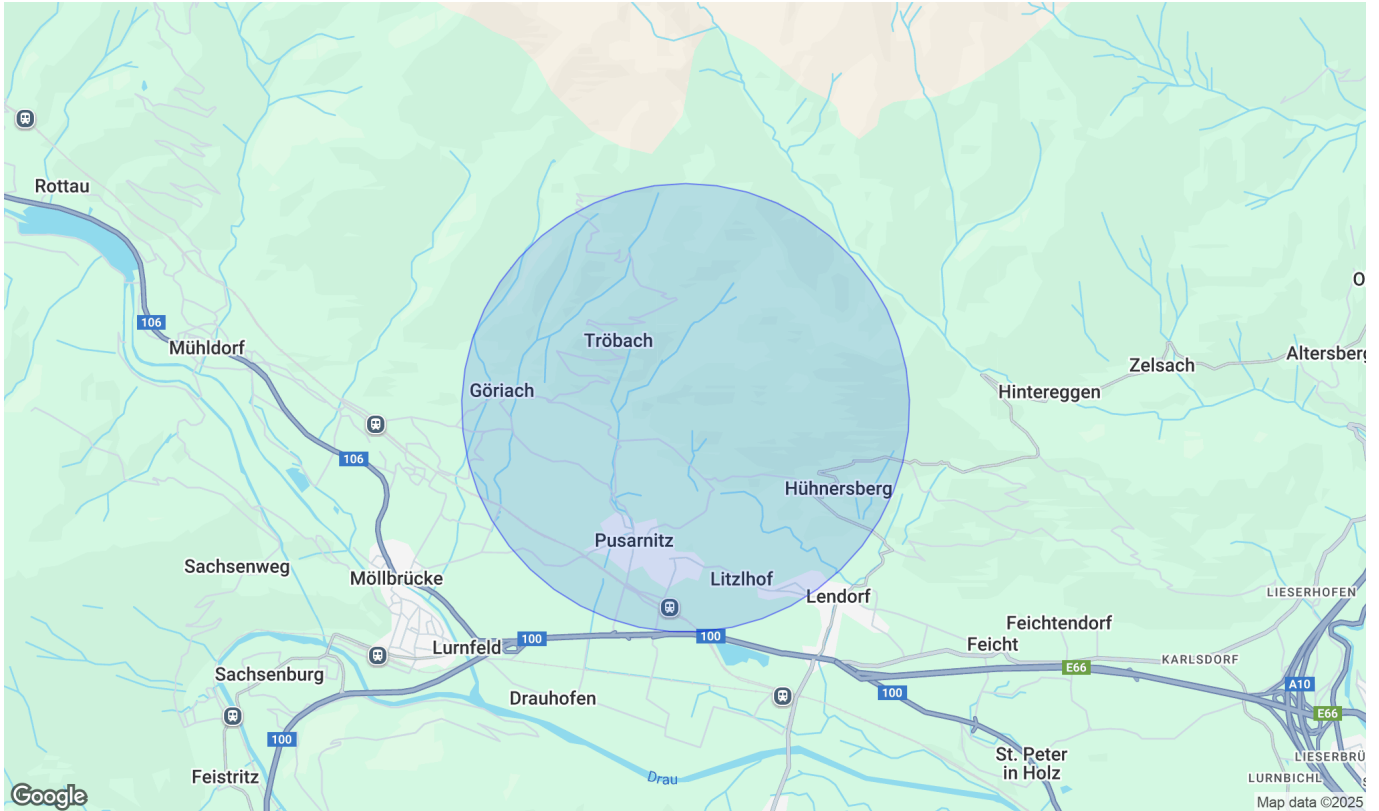 Rottau
O
106
Mühldorf
Tröbach
Altersberg
Zelsach
Göriach
Hintereggen
106
Hühnersberg
Pusarnitz
Sachsenweg
Möllbrücke
Litzlhof
Lendorf
LIESERHOFEN
Feichtendorf
100
100
Lurnfeld
Feicht
KARLSDORF
E66
Sachsenburg
A10
100
Drauhofen
E66
100
St. Peter
in Holz
LIESERBRÜ
Feistritz
Drau
LURNBICHL
S
Google
Map data ©2025